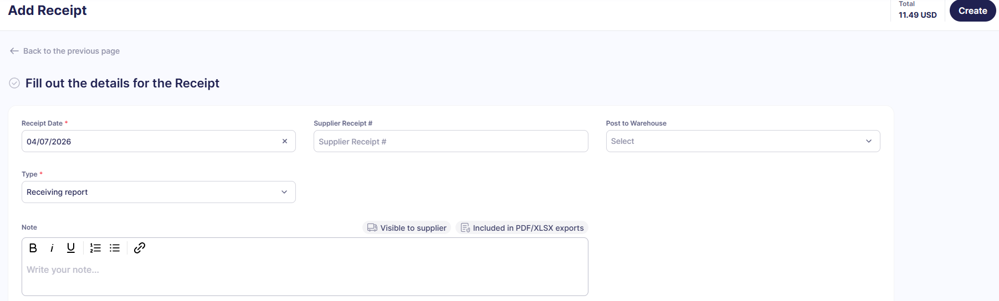 Add Receipt
Total
11.49 USD
Create
Back to the previous page
Fill out the details for the Receipt
Receipt Date *
04/07/2026
Supplier Receipt #
Supplier Receipt #
Post to Warehouse
Select
Type *
Receiving report
Note
Visible to supplier
Included in PDF/XLSX exports
B i U
Write your note...